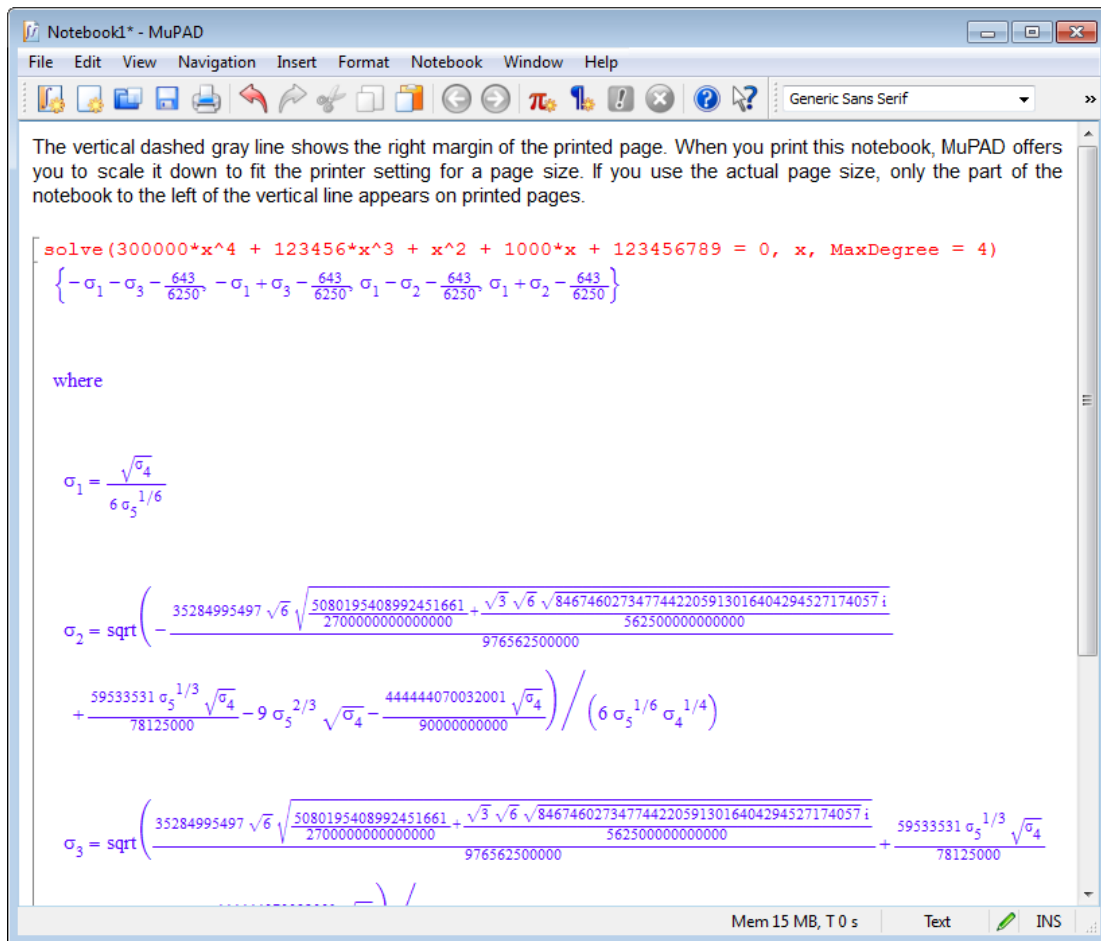 Notebook1* - MuPAD
File Edit View Navigation Insert Format Notebook Window Help
Generic Sans Serif
The vertical dashed gray line shows the right margin of the printed page. When you print this notebook, MuPAD offers
you to scale it down to fit the printer setting for a page size. If you use the actual page size, only the part of the
notebook to the left of the vertical line appears on printed pages.
solve(300000*x^4 + 123456*x^3 + x^2 + 1000*x + 123456789 = 0, x, MaxDegree = 4)
{-σ1 - σ3 - 643/6250, -σ1 + σ3 - 643/6250, σ1 - σ2 - 643/6250, σ1 + σ2 - 643/6250}
where
σ1 = √σ4 / (6 σ5^1/6)
σ2 = sqrt(- 35284995497 √6 √(5080195408992451661/2700000000000000 + √3 √6 √846746027347744220591301640429452717405​7 i/562500000000000) / 976562500000
+ 59533531 σ5^1/3 √σ4 / 78125000 - 9 σ5^2/3 √σ4 - 444444070032001 √σ4 / 90000000000) / (6 σ5^1/6 σ4^1/4)
σ3 = sqrt(35284995497 √6 √(5080195408992451661/2700000000000000 + √3 √6 √8467460273477442205913016404294527174057 i/562500000000000) / 976562500000 + 59533531 σ5^1/3 √σ4 / 78125000
Mem 15 MB, T 0 s Text INS